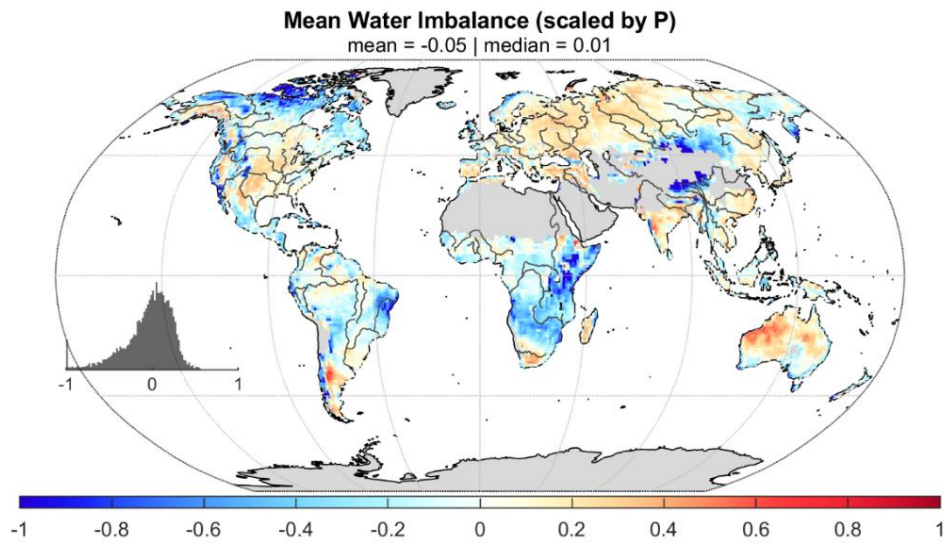 Mean Water Imbalance (scaled by P)
mean = -0.05 | median = 0.01
-1 0 1
-1 -0.8 -0.6 -0.4 -0.2 0 0.2 0.4 0.6 0.8 1